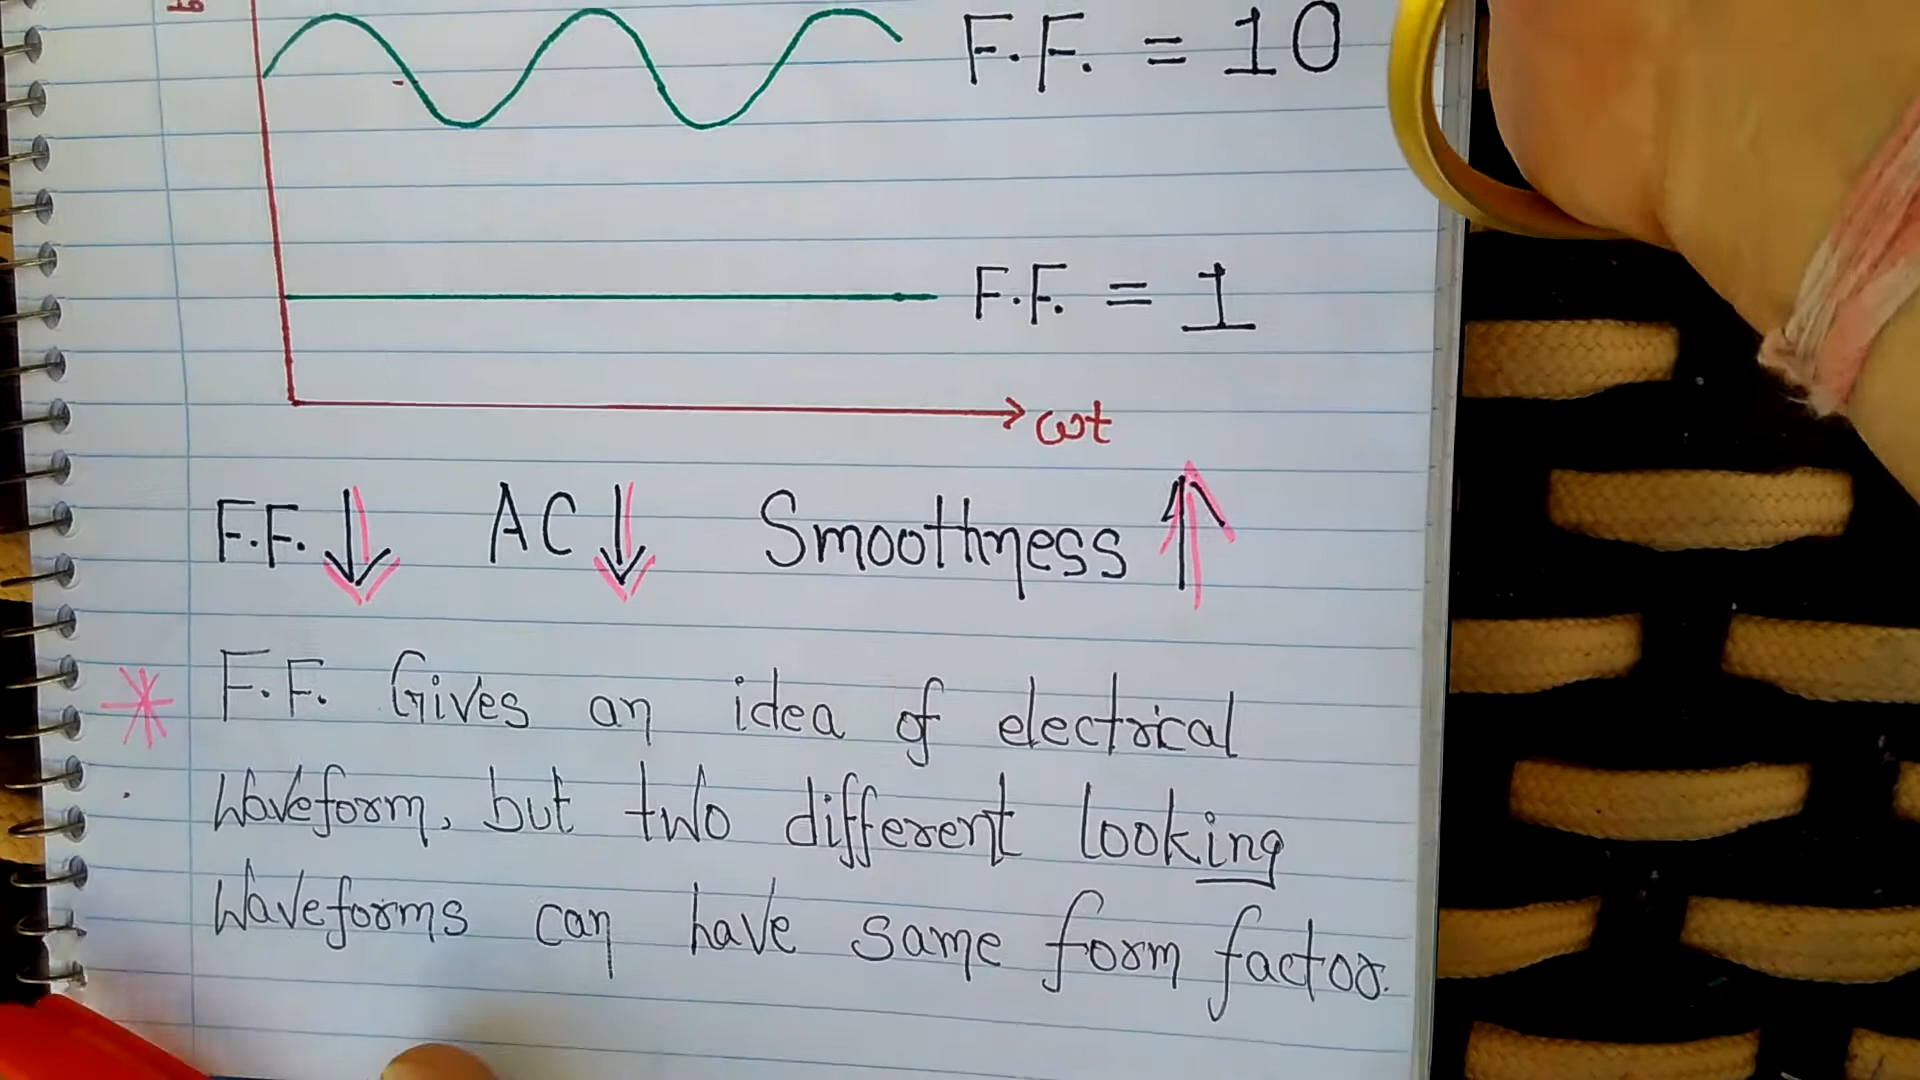 F.F. = 10
F.F. = 1
ωt
F.F. ↓ AC ↓ Smoothness ↑
* F.F. Gives an idea of electrical
Waveform, but two different looking
Waveforms can have same form factor.